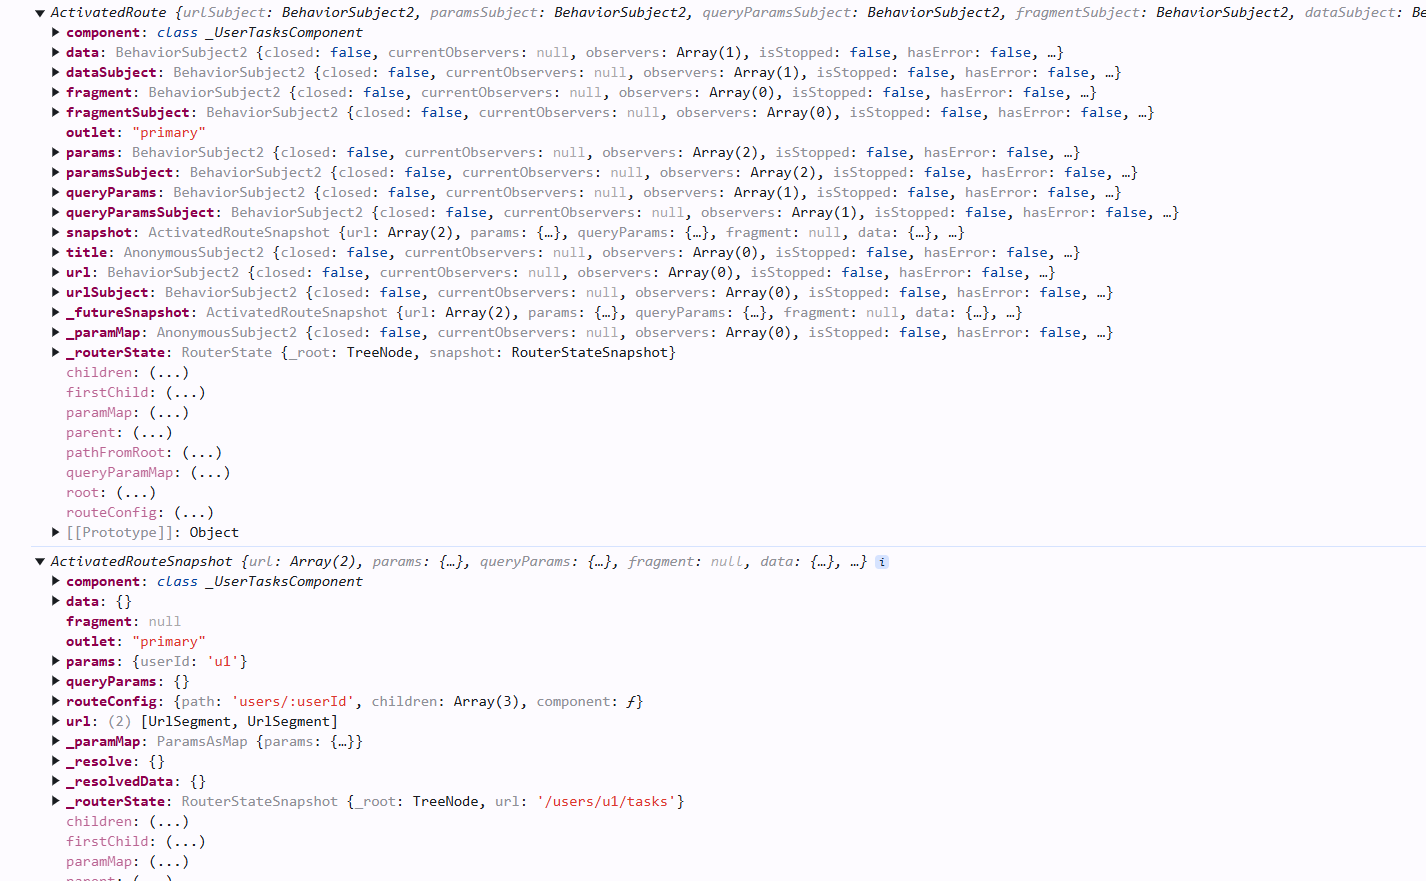 ▼ ActivatedRoute {urlSubject: BehaviorSubject2, paramsSubject: BehaviorSubject2, queryParamsSubject: BehaviorSubject2, fragmentSubject: BehaviorSubject2, dataSubject: Be
▶ component: class _UserTasksComponent
▶ data: BehaviorSubject2 {closed: false, currentObservers: null, observers: Array(1), isStopped: false, hasError: false, …}
▶ dataSubject: BehaviorSubject2 {closed: false, currentObservers: null, observers: Array(1), isStopped: false, hasError: false, …}
▶ fragment: BehaviorSubject2 {closed: false, currentObservers: null, observers: Array(0), isStopped: false, hasError: false, …}
▶ fragmentSubject: BehaviorSubject2 {closed: false, currentObservers: null, observers: Array(0), isStopped: false, hasError: false, …}
outlet: "primary"
▶ params: BehaviorSubject2 {closed: false, currentObservers: null, observers: Array(2), isStopped: false, hasError: false, …}
▶ paramsSubject: BehaviorSubject2 {closed: false, currentObservers: null, observers: Array(2), isStopped: false, hasError: false, …}
▶ queryParams: BehaviorSubject2 {closed: false, currentObservers: null, observers: Array(1), isStopped: false, hasError: false, …}
▶ queryParamsSubject: BehaviorSubject2 {closed: false, currentObservers: null, observers: Array(1), isStopped: false, hasError: false, …}
▶ snapshot: ActivatedRouteSnapshot {url: Array(2), params: {…}, queryParams: {…}, fragment: null, data: {…}, …}
▶ title: AnonymousSubject2 {closed: false, currentObservers: null, observers: Array(0), isStopped: false, hasError: false, …}
▶ url: BehaviorSubject2 {closed: false, currentObservers: null, observers: Array(0), isStopped: false, hasError: false, …}
▶ urlSubject: BehaviorSubject2 {closed: false, currentObservers: null, observers: Array(0), isStopped: false, hasError: false, …}
▶ _futureSnapshot: ActivatedRouteSnapshot {url: Array(2), params: {…}, queryParams: {…}, fragment: null, data: {…}, …}
▶ _paramMap: AnonymousSubject2 {closed: false, currentObservers: null, observers: Array(0), isStopped: false, hasError: false, …}
▶ _routerState: RouterState {_root: TreeNode, snapshot: RouterStateSnapshot}
children: (...)
firstChild: (...)
paramMap: (...)
parent: (...)
pathFromRoot: (...)
queryParamMap: (...)
root: (...)
routeConfig: (...)
▶ [[Prototype]]: Object
▼ ActivatedRouteSnapshot {url: Array(2), params: {…}, queryParams: {…}, fragment: null, data: {…}, …} i
▶ component: class _UserTasksComponent
▶ data: {}
fragment: null
outlet: "primary"
▶ params: {userId: 'u1'}
▶ queryParams: {}
▶ routeConfig: {path: 'users/:userId', children: Array(3), component: ƒ}
▶ url: (2) [UrlSegment, UrlSegment]
▶ _paramMap: ParamsAsMap {params: {…}}
▶ _resolve: {}
▶ _resolvedData: {}
▶ _routerState: RouterStateSnapshot {_root: TreeNode, url: '/users/u1/tasks'}
children: (...)
firstChild: (...)
paramMap: (...)
parent: (...)